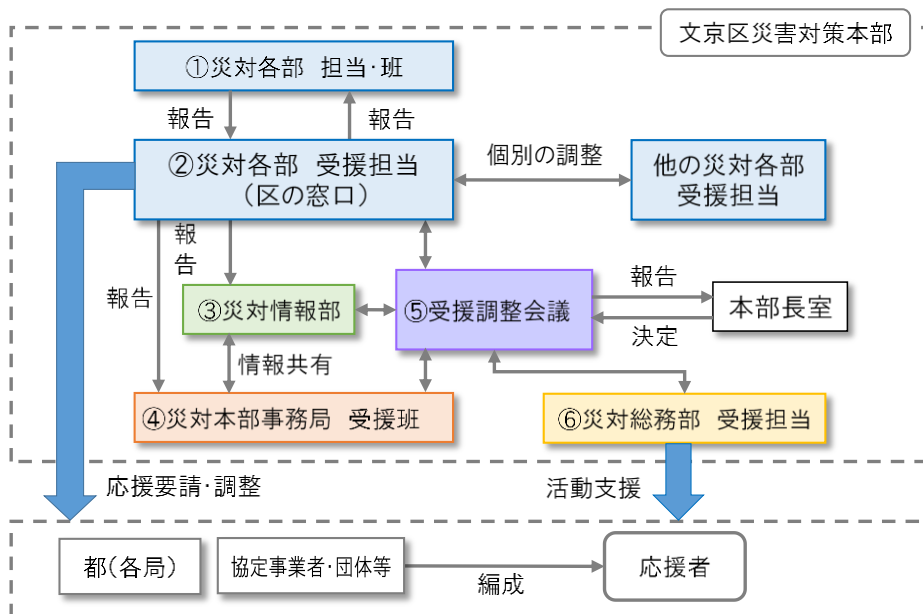 文京区災害対策本部
①災対各部 担当・班
報告
報告
②災対各部 受援担当
（区の窓口）
個別の調整
他の災対各部
受援担当
報
告
報告
③災対情報部
⑤受援調整会議
報告
本部長室
決定
情報共有
④災対本部事務局 受援班
⑥災対総務部 受援担当
応援要請・調整
活動支援
都（各局）
協定事業者・団体等
編成
応援者